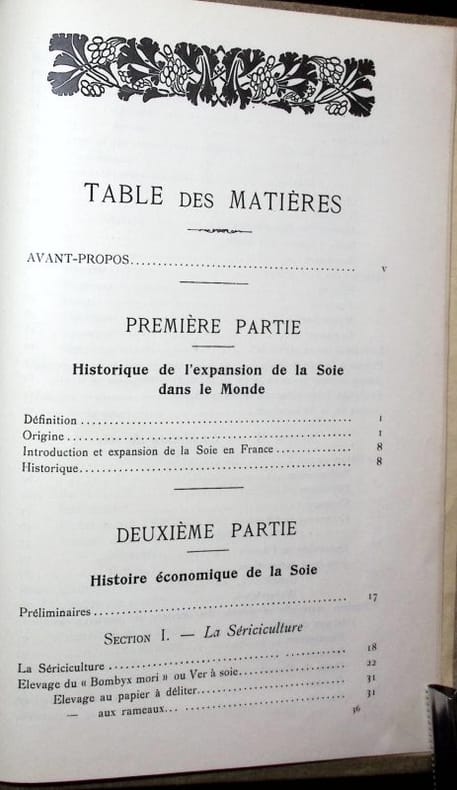 TABLE DES MATIÈRES
AVANT-PROPOS........................................ v
PREMIÈRE PARTIE
Historique de l'expansion de la Soie
dans le Monde
Définition .................................................. 1
Origine .................................................... 1
Introduction et expansion de la Soie en France .............. 8
Historique.................................................. 8
DEUXIÈME PARTIE
Histoire économique de la Soie
Préliminaires .............................................. 17
SECTION I. — La Sériciculture
La Sériciculture ........................................... 18
Elevage du « Bombyx mori » ou Ver à soie.................... 22
Elevage au papier à déliter........................... 31
— aux rameaux... ........................... 31
36